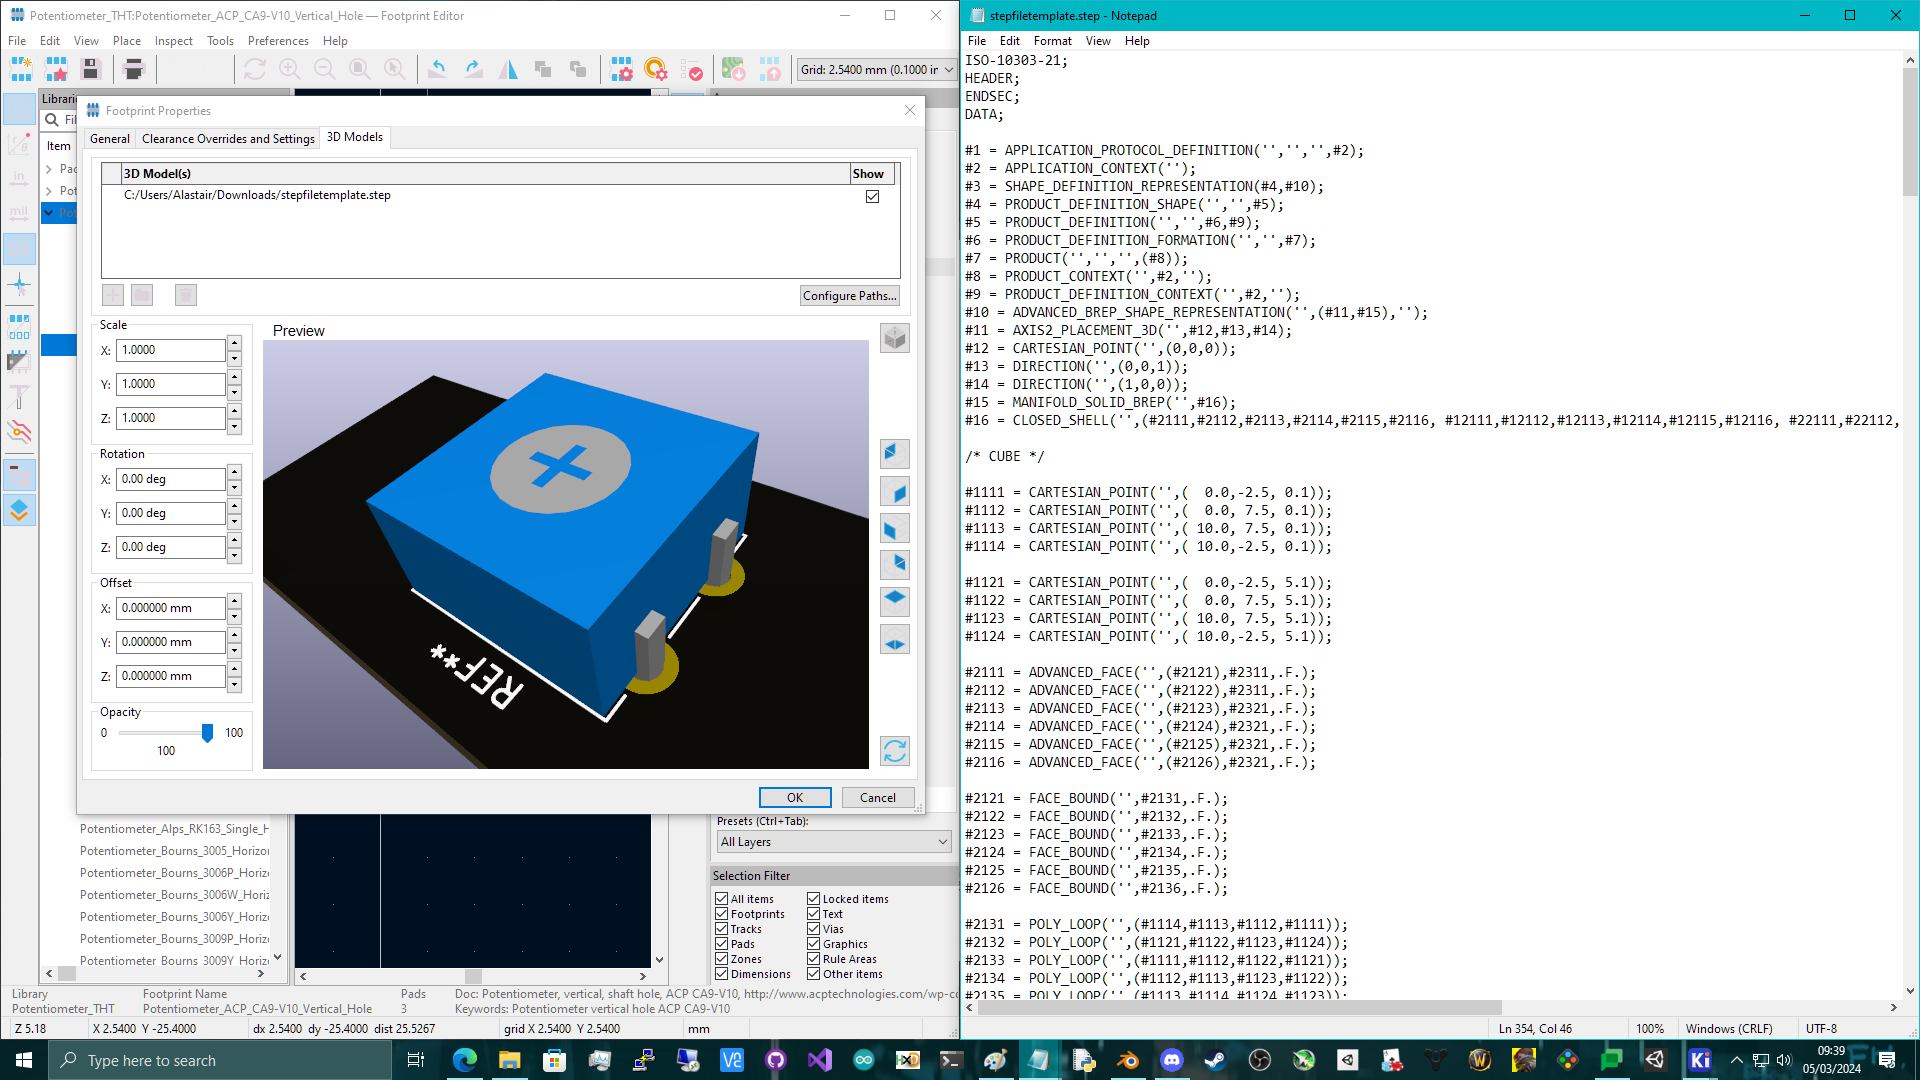 Potentiometer_THT:Potentiometer_ACP_CA9-V10_Vertical_Hole — Footprint Editor
File Edit View Place Inspect Tools Preferences Help
Grid: 2.5400 mm (0.1000 in
Item
Footprint Properties
General Clearance Overrides and Settings 3D Models
3D Model(s) Show
C:/Users/Alastair/Downloads/stepfiletemplate.step
Configure Paths...
Scale
X: 1.0000
Y: 1.0000
Z: 1.0000
Rotation
X: 0.00 deg
Y: 0.00 deg
Z: 0.00 deg
Offset
X: 0.000000 mm
Y: 0.000000 mm
Z: 0.000000 mm
Opacity
0 100
100
Preview
REF**
OK Cancel
Potentiometer_Alps_RK163_Single_H
Potentiometer_Bourns_3005_Horizon
Potentiometer_Bourns_3006P_Horizo
Potentiometer_Bourns_3006W_Horiz
Potentiometer_Bourns_3006Y_Horizo
Potentiometer_Bourns_3009P_Horizo
Potentiometer_Bourns_3009Y_Horizo
Presets (Ctrl+Tab):
All Layers
Selection Filter
All items Locked items
Footprints Text
Tracks Vias
Pads Graphics
Zones Rule Areas
Dimensions Other items
Library Footprint Name Pads Doc: Potentiometer, vertical, shaft hole, ACP CA9-V10, http://www.acptechnologies.com/wp-co
Potentiometer_THT Potentiometer_ACP_CA9-V10_Vertical_Hole 3 Keywords: Potentiometer vertical hole ACP CA9-V10
Z 5.18 X 2.5400 Y -25.4000 dx 2.5400 dy -25.4000 dist 25.5267 grid X 2.5400 Y 2.5400 mm
stepfiletemplate.step - Notepad
File Edit Format View Help
ISO-10303-21;
HEADER;
ENDSEC;
DATA;
#1 = APPLICATION_PROTOCOL_DEFINITION('','','',#2);
#2 = APPLICATION_CONTEXT('');
#3 = SHAPE_DEFINITION_REPRESENTATION(#4,#10);
#4 = PRODUCT_DEFINITION_SHAPE('','',#5);
#5 = PRODUCT_DEFINITION('','',#6,#9);
#6 = PRODUCT_DEFINITION_FORMATION('','',#7);
#7 = PRODUCT('','','',(#8));
#8 = PRODUCT_CONTEXT('',#2,'');
#9 = PRODUCT_DEFINITION_CONTEXT('',#2,'');
#10 = ADVANCED_BREP_SHAPE_REPRESENTATION('',(#11,#15),'');
#11 = AXIS2_PLACEMENT_3D('',#12,#13,#14);
#12 = CARTESIAN_POINT('',(0,0,0));
#13 = DIRECTION('',(0,0,1));
#14 = DIRECTION('',(1,0,0));
#15 = MANIFOLD_SOLID_BREP('',#16);
#16 = CLOSED_SHELL('',(#2111,#2112,#2113,#2114,#2115,#2116, #12111,#12112,#12113,#12114,#12115,#12116, #22111,#22112,
/* CUBE */
#1111 = CARTESIAN_POINT('',(  0.0,-2.5, 0.1));
#1112 = CARTESIAN_POINT('',(  0.0, 7.5, 0.1));
#1113 = CARTESIAN_POINT('',( 10.0, 7.5, 0.1));
#1114 = CARTESIAN_POINT('',( 10.0,-2.5, 0.1));
#1121 = CARTESIAN_POINT('',(  0.0,-2.5, 5.1));
#1122 = CARTESIAN_POINT('',(  0.0, 7.5, 5.1));
#1123 = CARTESIAN_POINT('',( 10.0, 7.5, 5.1));
#1124 = CARTESIAN_POINT('',( 10.0,-2.5, 5.1));
#2111 = ADVANCED_FACE('',(#2121),#2311,.F.);
#2112 = ADVANCED_FACE('',(#2122),#2311,.F.);
#2113 = ADVANCED_FACE('',(#2123),#2321,.F.);
#2114 = ADVANCED_FACE('',(#2124),#2321,.F.);
#2115 = ADVANCED_FACE('',(#2125),#2321,.F.);
#2116 = ADVANCED_FACE('',(#2126),#2321,.F.);
#2121 = FACE_BOUND('',#2131,.F.);
#2122 = FACE_BOUND('',#2132,.F.);
#2123 = FACE_BOUND('',#2133,.F.);
#2124 = FACE_BOUND('',#2134,.F.);
#2125 = FACE_BOUND('',#2135,.F.);
#2126 = FACE_BOUND('',#2136,.F.);
#2131 = POLY_LOOP('',(#1114,#1113,#1112,#1111));
#2132 = POLY_LOOP('',(#1121,#1122,#1123,#1124));
#2133 = POLY_LOOP('',(#1111,#1112,#1122,#1121));
#2134 = POLY_LOOP('',(#1112,#1113,#1123,#1122));
#2135 = POLY_LOOP('',(#1113,#1114,#1124,#1123));
Ln 354, Col 46 100% Windows (CRLF) UTF-8
Type here to search
09:39
05/03/2024